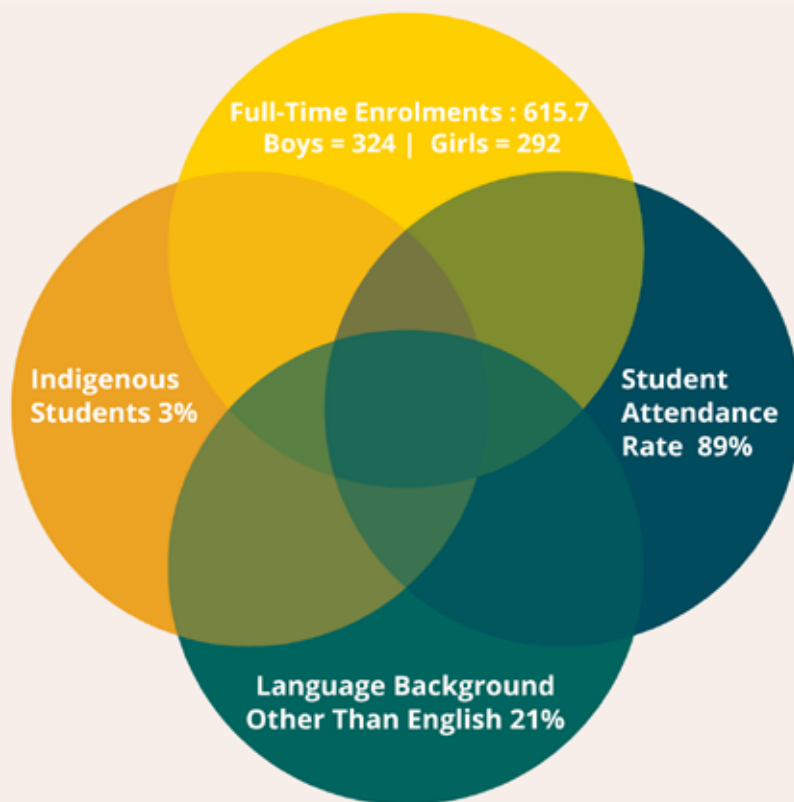 Full-Time Enrolments : 615.7
Boys = 324 | Girls = 292
Indigenous
Students 3%
Student
Attendance
Rate 89%
Language Background
Other Than English 21%